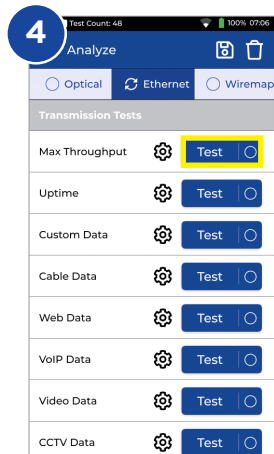 4
Test Count: 48 100% 07:06
Analyze
Optical Ethernet Wiremap
Transmission Tests
Max Throughput Test
Uptime Test
Custom Data Test
Cable Data Test
Web Data Test
VoIP Data Test
Video Data Test
CCTV Data Test